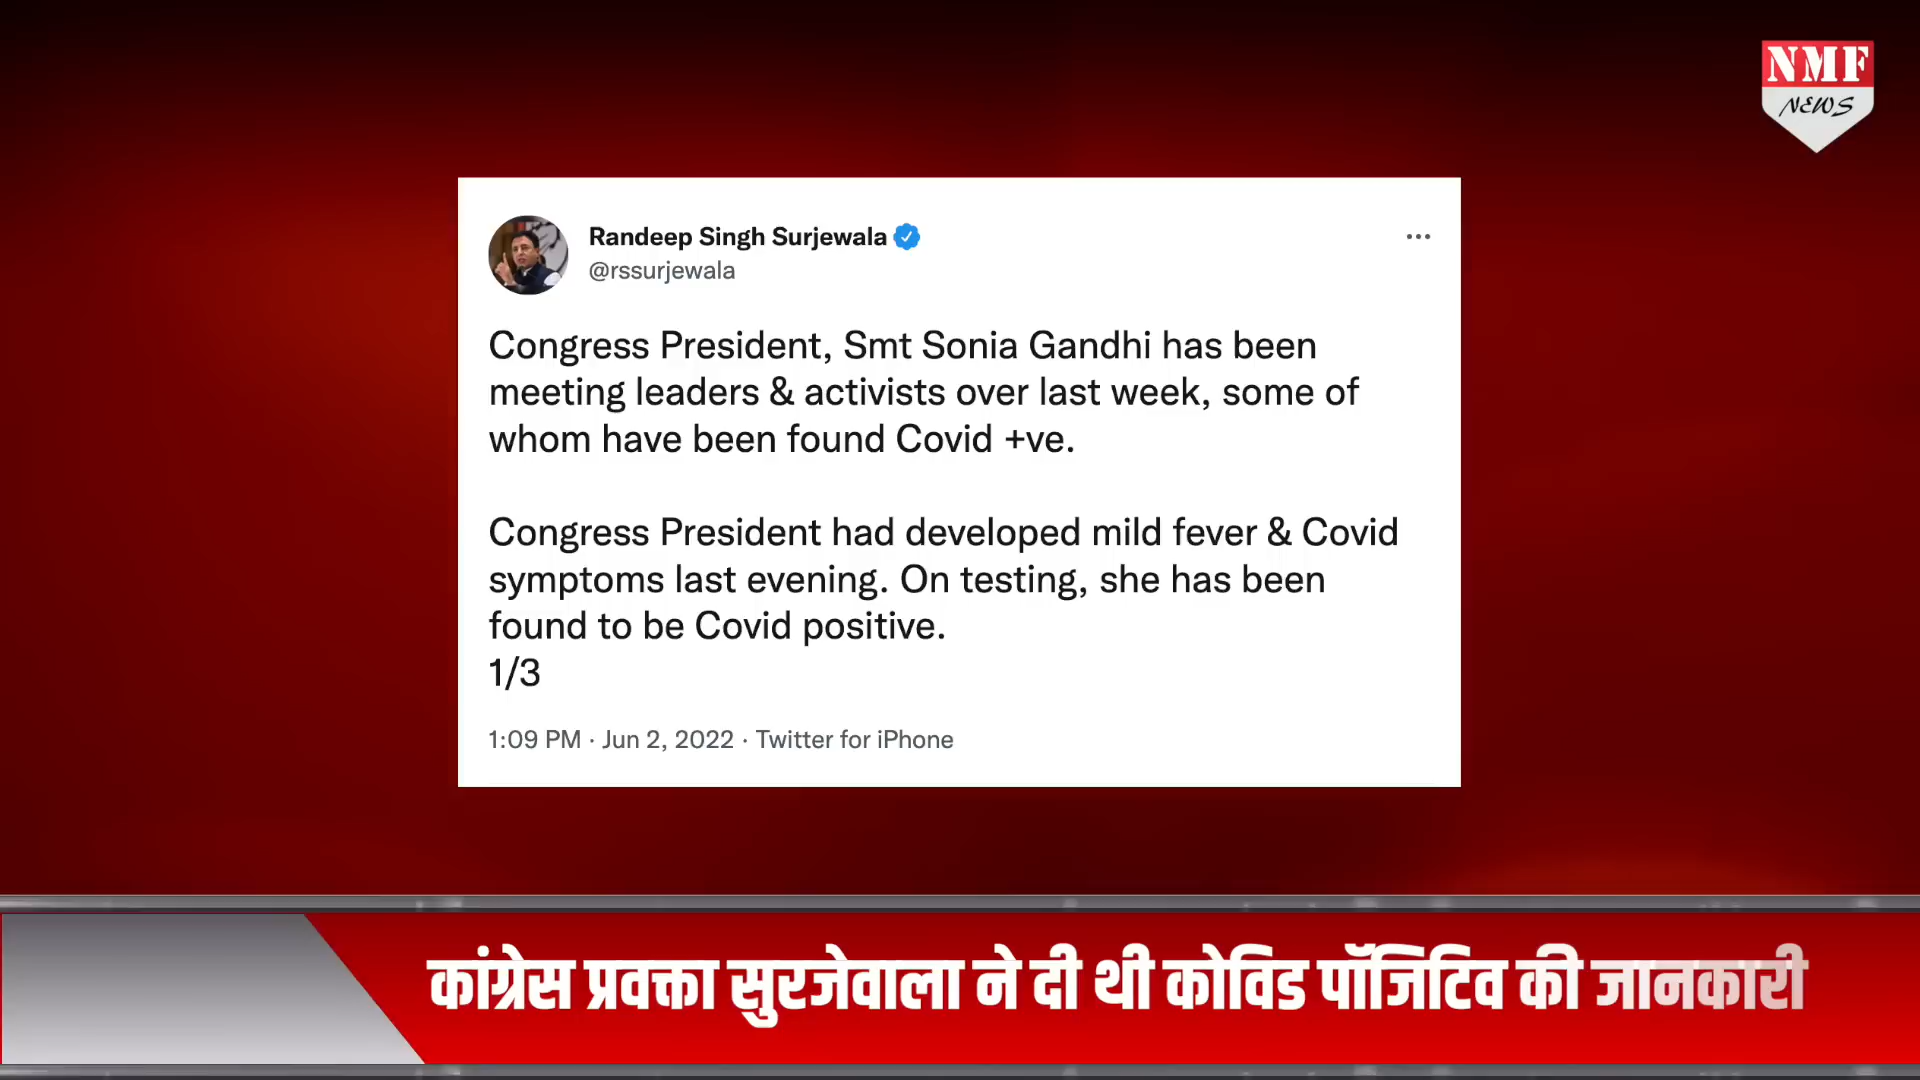 NMF
NEWS
Randeep Singh Surjewala
@rssurjewala
Congress President, Smt Sonia Gandhi has been
meeting leaders & activists over last week, some of
whom have been found Covid +ve.
Congress President had developed mild fever & Covid
symptoms last evening. On testing, she has been
found to be Covid positive.
1/3
1:09 PM · Jun 2, 2022 · Twitter for iPhone
कांग्रेस प्रवक्ता सुरजेवाला ने दी थी कोविड पॉजिटिव की जानकारी